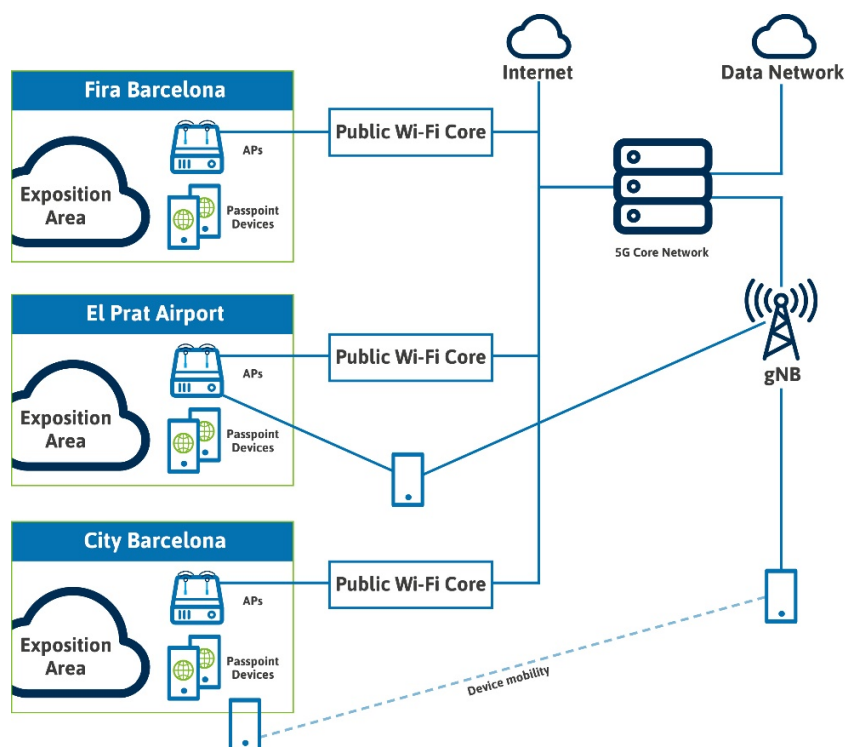 Internet
Data Network
Fira Barcelona
Exposition
Area
APs
Passpoint
Devices
Public Wi-Fi Core
5G Core Network
El Prat Airport
Exposition
Area
APs
Passpoint
Devices
Public Wi-Fi Core
gNB
City Barcelona
Exposition
Area
APs
Passpoint
Devices
Public Wi-Fi Core
Device mobility